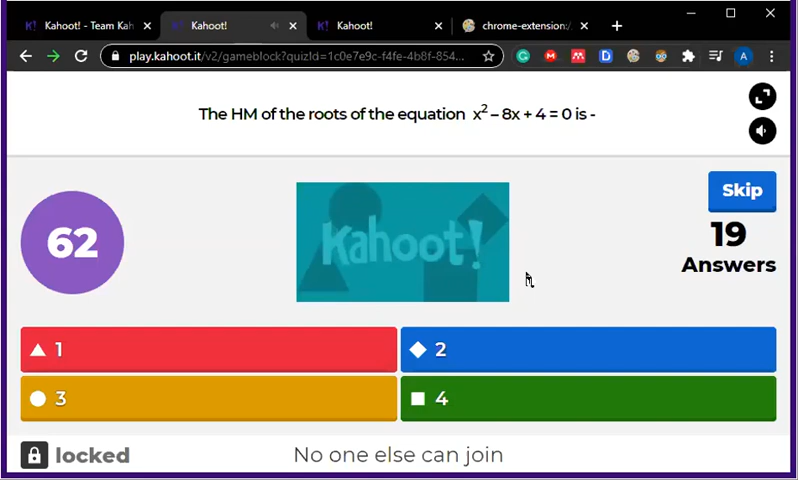 Kahoot! - Team Kah
Kahoot!
Kahoot!
chrome-extension:/
play.kahoot.it/v2/gameblock?quizId=1c0e7e9c-f4fe-4b8f-854...
A
The HM of the roots of the equation x² – 8x + 4 = 0 is -
Skip
62
Kahoot!
19
Answers
1
2
3
4
locked
No one else can join